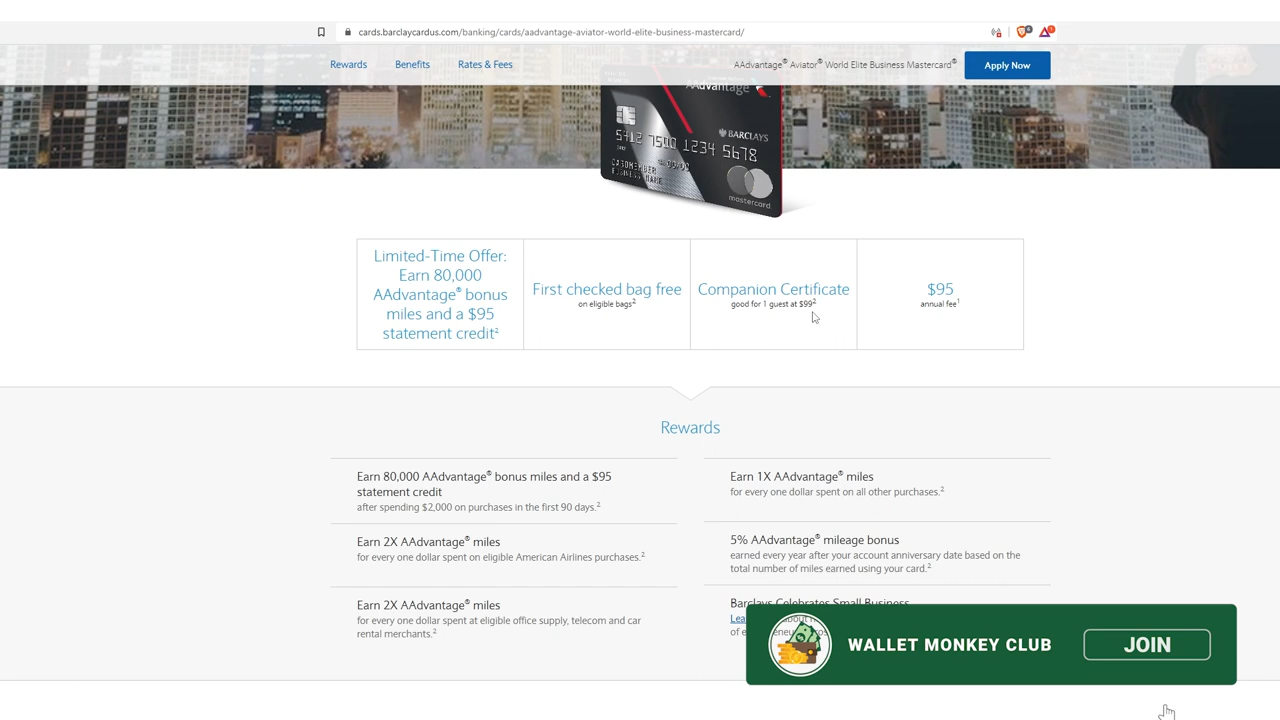 cards.barclaycardus.com/banking/cards/aadvantage-aviator-world-elite-business-mastercard/
Rewards Benefits Rates & Fees AAdvantage® Aviator® World Elite Business Mastercard® Apply Now
AAdvantage
BARCLAYS
5412 7500 1234 5678
CARDMEMBER 00/00
BUSINESS NAME
mastercard
Limited-Time Offer:
Earn 80,000
AAdvantage® bonus
miles and a $95
statement credit²
First checked bag free
on eligible bags²
Companion Certificate
good for 1 guest at $99²
$95
annual fee¹
Rewards
Earn 80,000 AAdvantage® bonus miles and a $95
statement credit
after spending $2,000 on purchases in the first 90 days.²
Earn 2X AAdvantage® miles
for every one dollar spent on eligible American Airlines purchases.²
Earn 2X AAdvantage® miles
for every one dollar spent at eligible office supply, telecom and car
rental merchants.²
Earn 1X AAdvantage® miles
for every one dollar spent on all other purchases.²
5% AAdvantage® mileage bonus
earned every year after your account anniversary date based on the
total number of miles earned using your card.²
Barclays Celebrates Small Business
WALLET MONKEY CLUB JOIN